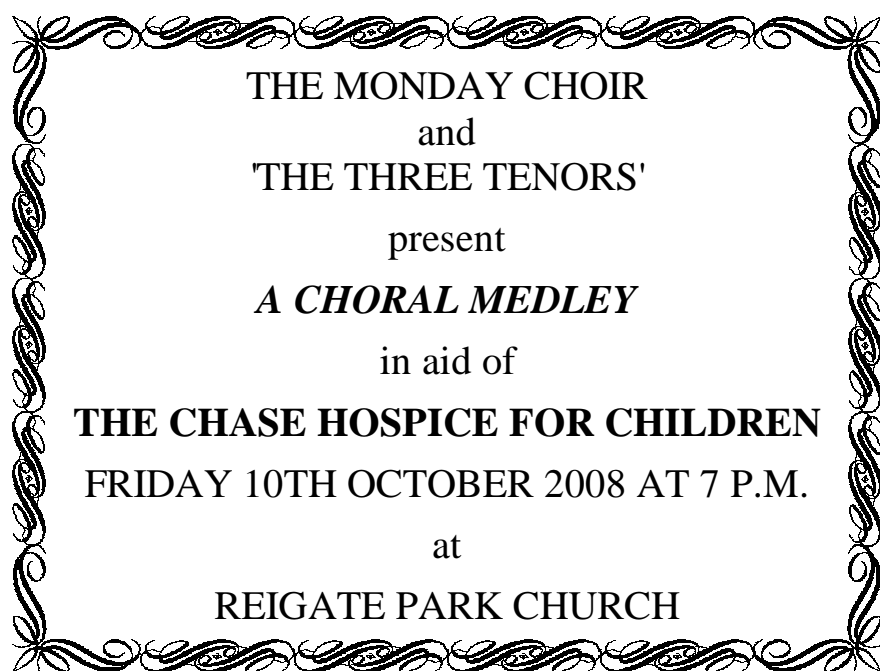 THE MONDAY CHOIR
and
'THE THREE TENORS'
present
A CHORAL MEDLEY
in aid of
THE CHASE HOSPICE FOR CHILDREN
FRIDAY 10TH OCTOBER 2008 AT 7 P.M.
at
REIGATE PARK CHURCH